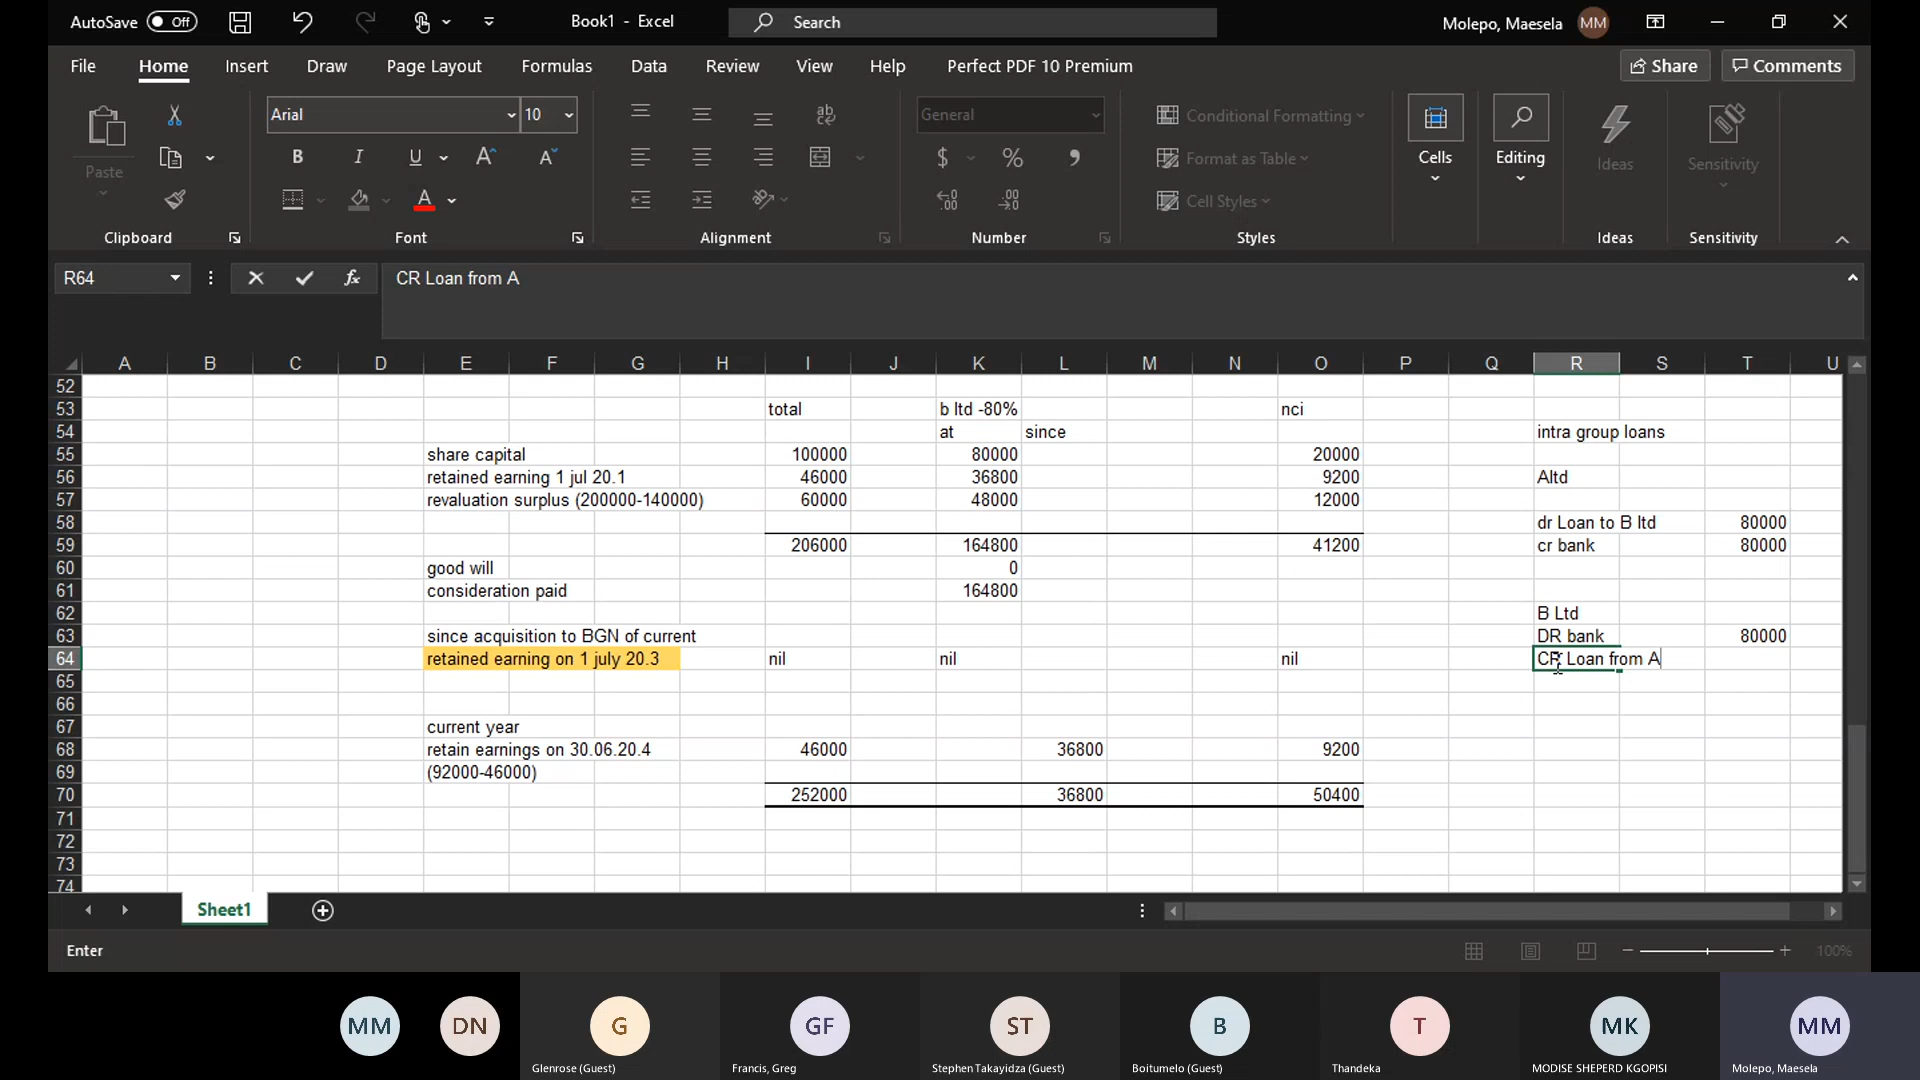 AutoSave Off Book1 - Excel Search Molepo, Maesela MM
File Home Insert Draw Page Layout Formulas Data Review View Help Perfect PDF 10 Premium Share Comments
Arial 10 General Conditional Formatting
Paste B I U A A $ % Format as Table Cells Editing Ideas Sensitivity
A Cell Styles
Clipboard Font Alignment Number Styles Ideas Sensitivity
R64 fx CR Loan from A
A B C D E F G H I J K L M N O P Q R S T U
52
53 total b ltd -80% nci
54 at since intra group loans
55 share capital 100000 80000 20000
56 retained earning 1 jul 20.1 46000 36800 9200 Altd
57 revaluation surplus (200000-140000) 60000 48000 12000
58 dr Loan to B ltd 80000
59 206000 164800 41200 cr bank 80000
60 good will 0
61 consideration paid 164800
62 B Ltd
63 since acquisition to BGN of current DR bank 80000
64 retained earning on 1 july 20.3 nil nil nil CR Loan from A
65
66
67 current year
68 retain earnings on 30.06.20.4 46000 36800 9200
69 (92000-46000)
70 252000 36800 50400
71
72
73
74
Sheet1
Enter 100%
MM DN G GF ST B T MK MM
Glenrose (Guest) Francis, Greg Stephen Takayidza (Guest) Boitumelo (Guest) Thandeka MODISE SHEPERD KGOPISI Molepo, Maesela